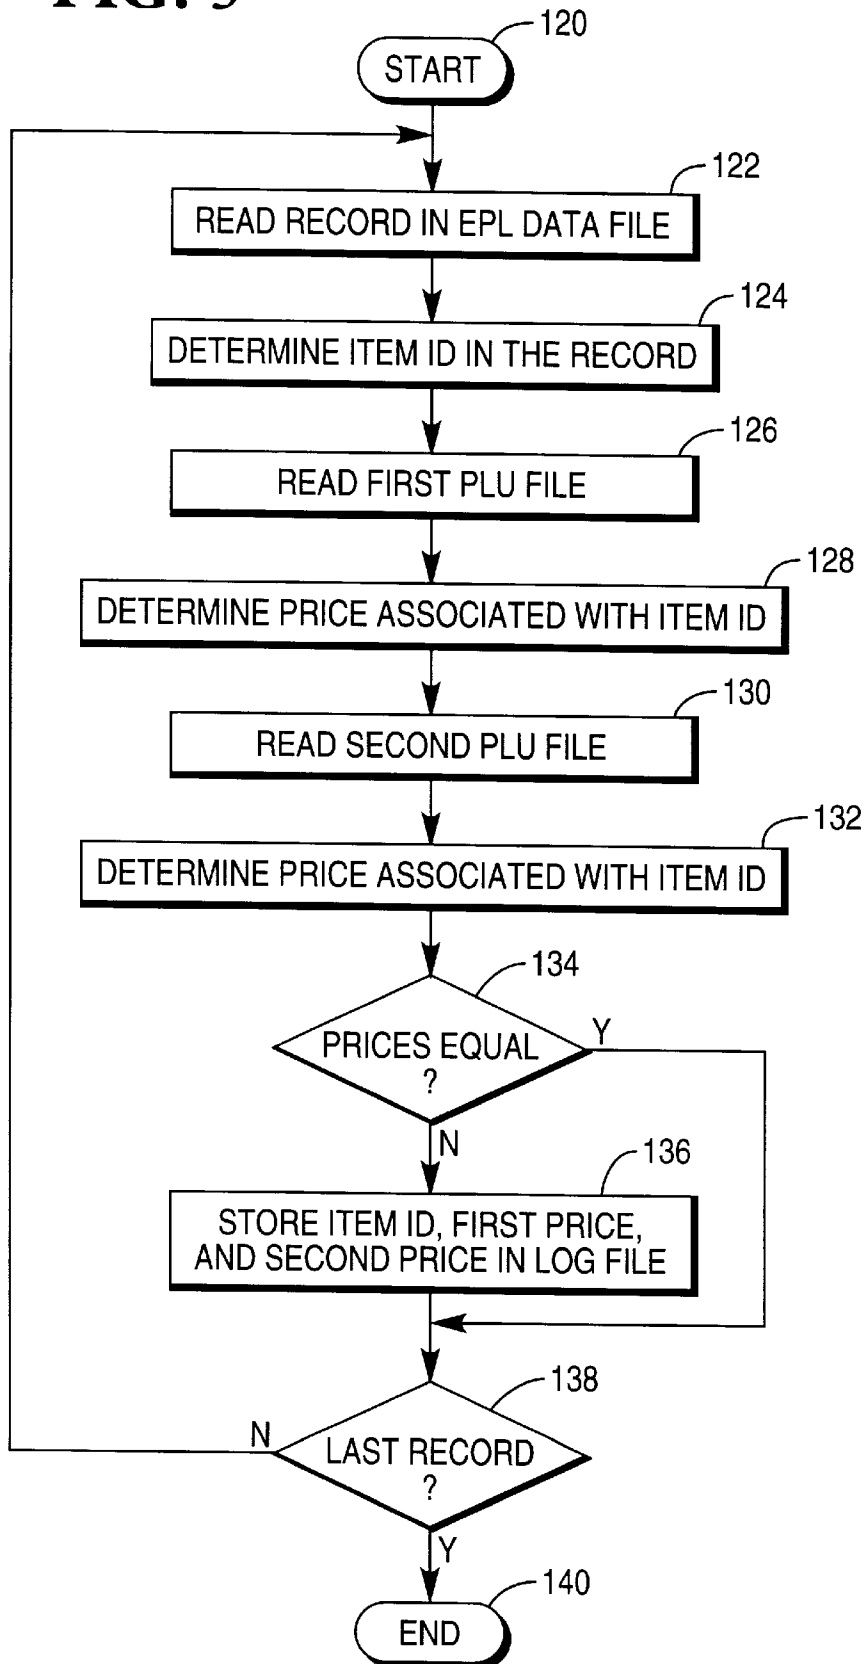 FIG.
120
START
122
READ RECORD IN EPL DATA FILE
124
DETERMINE ITEM ID IN THE RECORD
126
READ FIRST PLU FILE
128
DETERMINE PRICE ASSOCIATED WITH ITEM ID
130
READ SECOND PLU FILE
132
DETERMINE PRICE ASSOCIATED WITH ITEM ID
134
PRICES EQUAL
?
Y
N
136
STORE ITEM ID, FIRST PRICE,
AND SECOND PRICE IN LOG FILE
138
N
LAST RECORD
?
Y
140
END